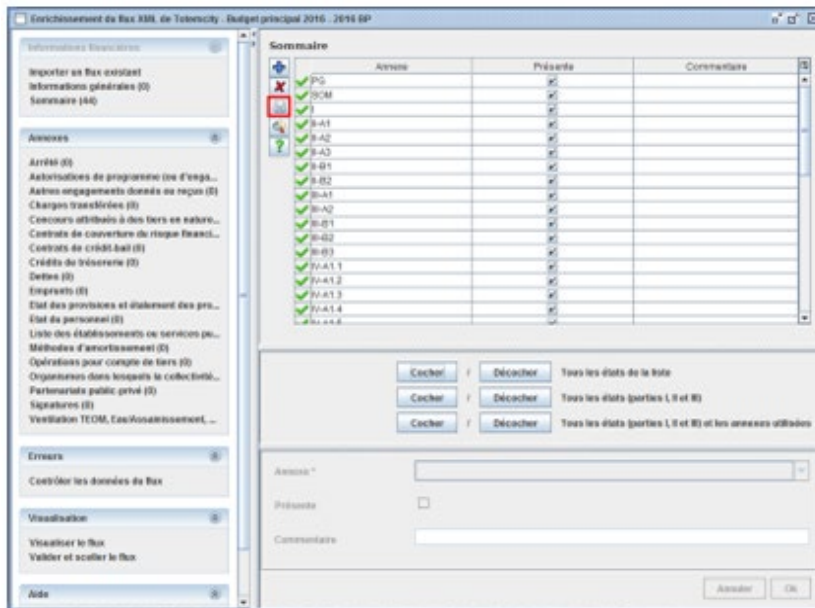 Enrichissement du flux XML de Totemcity - Budget principal 2016 - 2016 BP
Informations financières
Importer un flux existant
Informations générales (0)
Sommaire (44)
Annexes
Arrêté (0)
Autorisations de programme (ou d'enga...
Autres engagements donnés ou reçus (0)
Charges transférées (0)
Concours attribués à des tiers en nature...
Contrats de couverture du risque financi...
Contrats de crédit-bail (0)
Crédits de trésorerie (0)
Dettes (0)
Emprunts (0)
Etat des provisions et étalement des pro...
Etat du personnel (0)
Liste des établissements ou services pu...
Méthodes d'amortissement (0)
Opérations pour compte de tiers (0)
Organismes dans lesquels la collectivité...
Partenariats public privé (0)
Signatures (0)
Ventilation TEOM, Eau/Assainissement, ...
Erreurs
Contrôler les données du flux
Visualisation
Visualiser le flux
Valider et sceller le flux
Aide
Sommaire
Annexe Présente Commentaire
PG
SOM
I
II-A1
II-A2
II-A3
II-B1
II-B2
III-A1
III-A2
III-B1
III-B2
III-B3
IV-A1.1
IV-A1.2
IV-A1.3
IV-A1.4
IV-A1.5
Cocher / Décocher Tous les états de la liste
Cocher / Décocher Tous les états (parties I, II et III)
Cocher / Décocher Tous les états (parties I, II et III) et les annexes utilisées
Annexe *
Présente
Commentaire
Annuler Ok